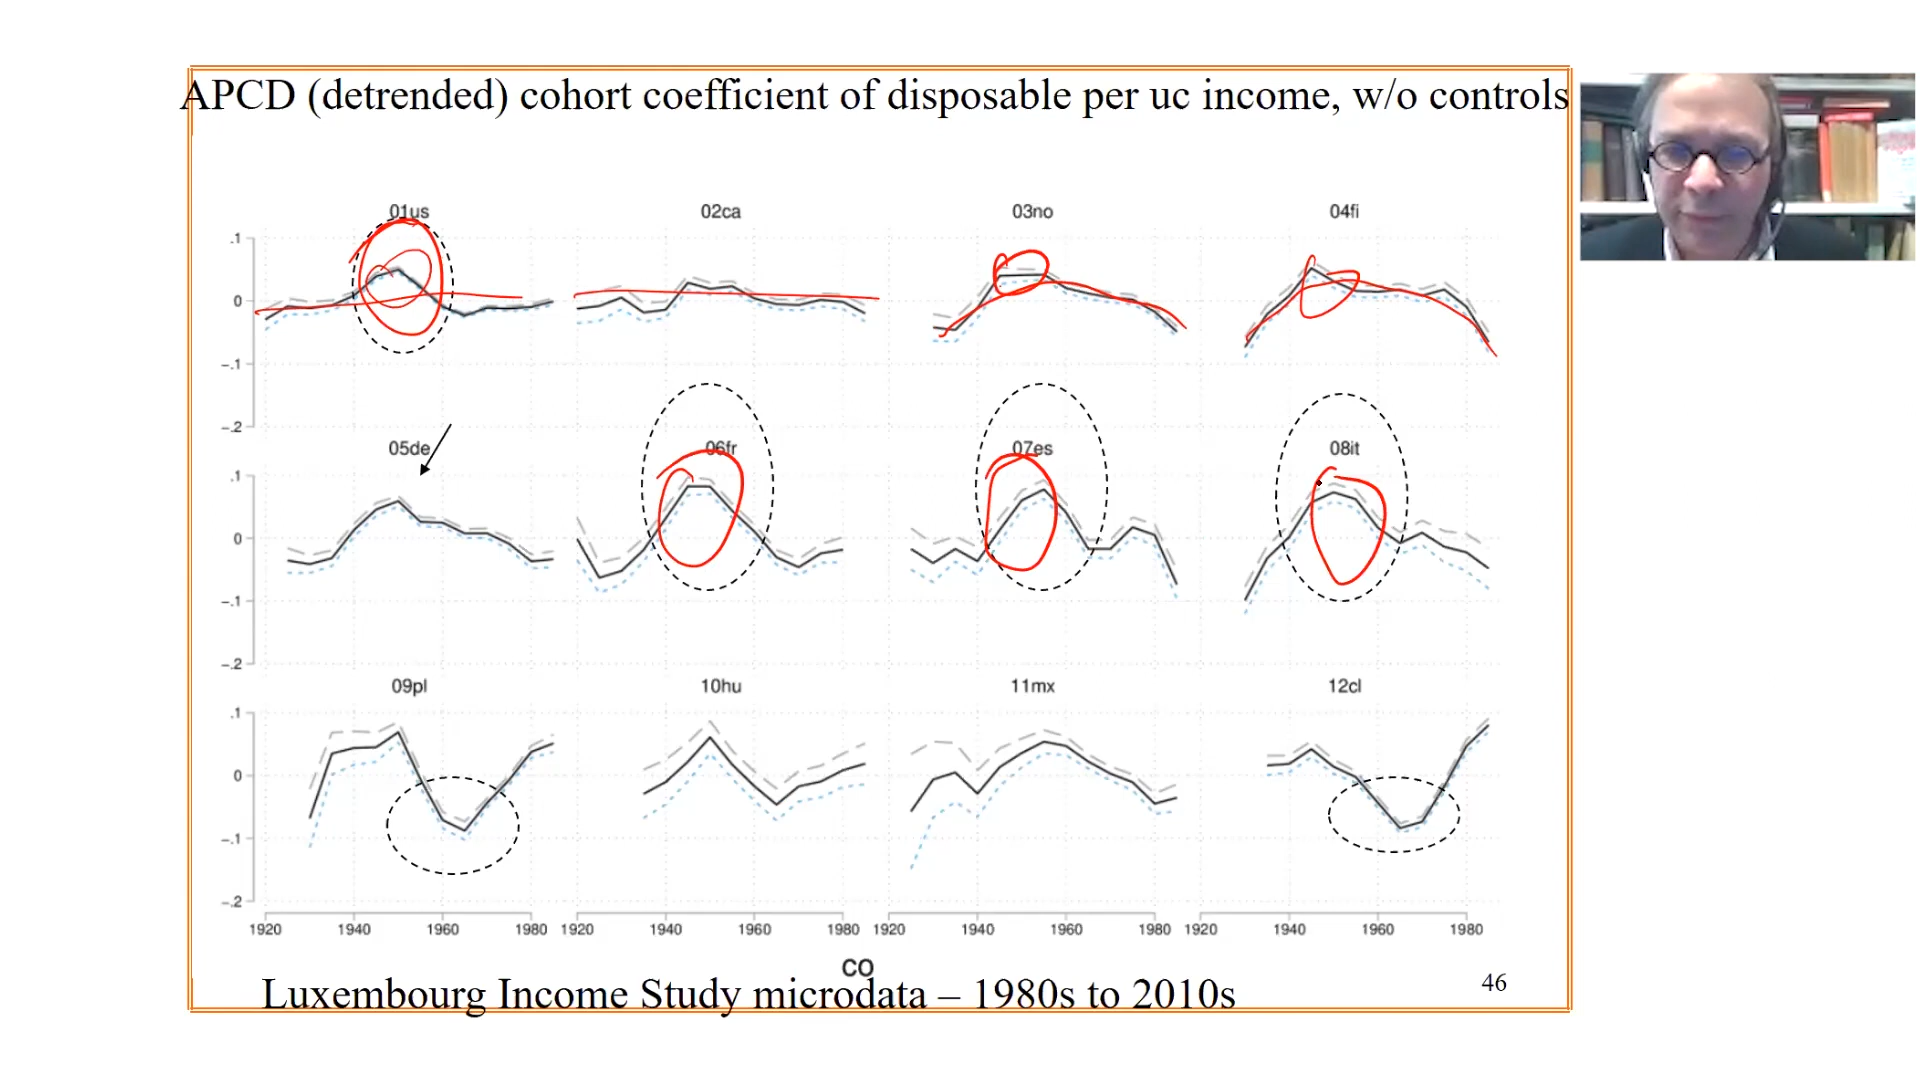 APCD (detrended) cohort coefficient of disposable per uc income, w/o controls
01us 02ca 03no 04fi
.1
0
-.1
-.2
05de 06fr 07es 08it
.1
0
-.1
-.2
09pl 10hu 11mx 12cl
.1
0
-.1
-.2
1920 1940 1960 1980 1920 1940 1960 1980 1920 1940 1960 1980 1920 1940 1960 1980
CO
Luxembourg Income Study microdata – 1980s to 2010s
46